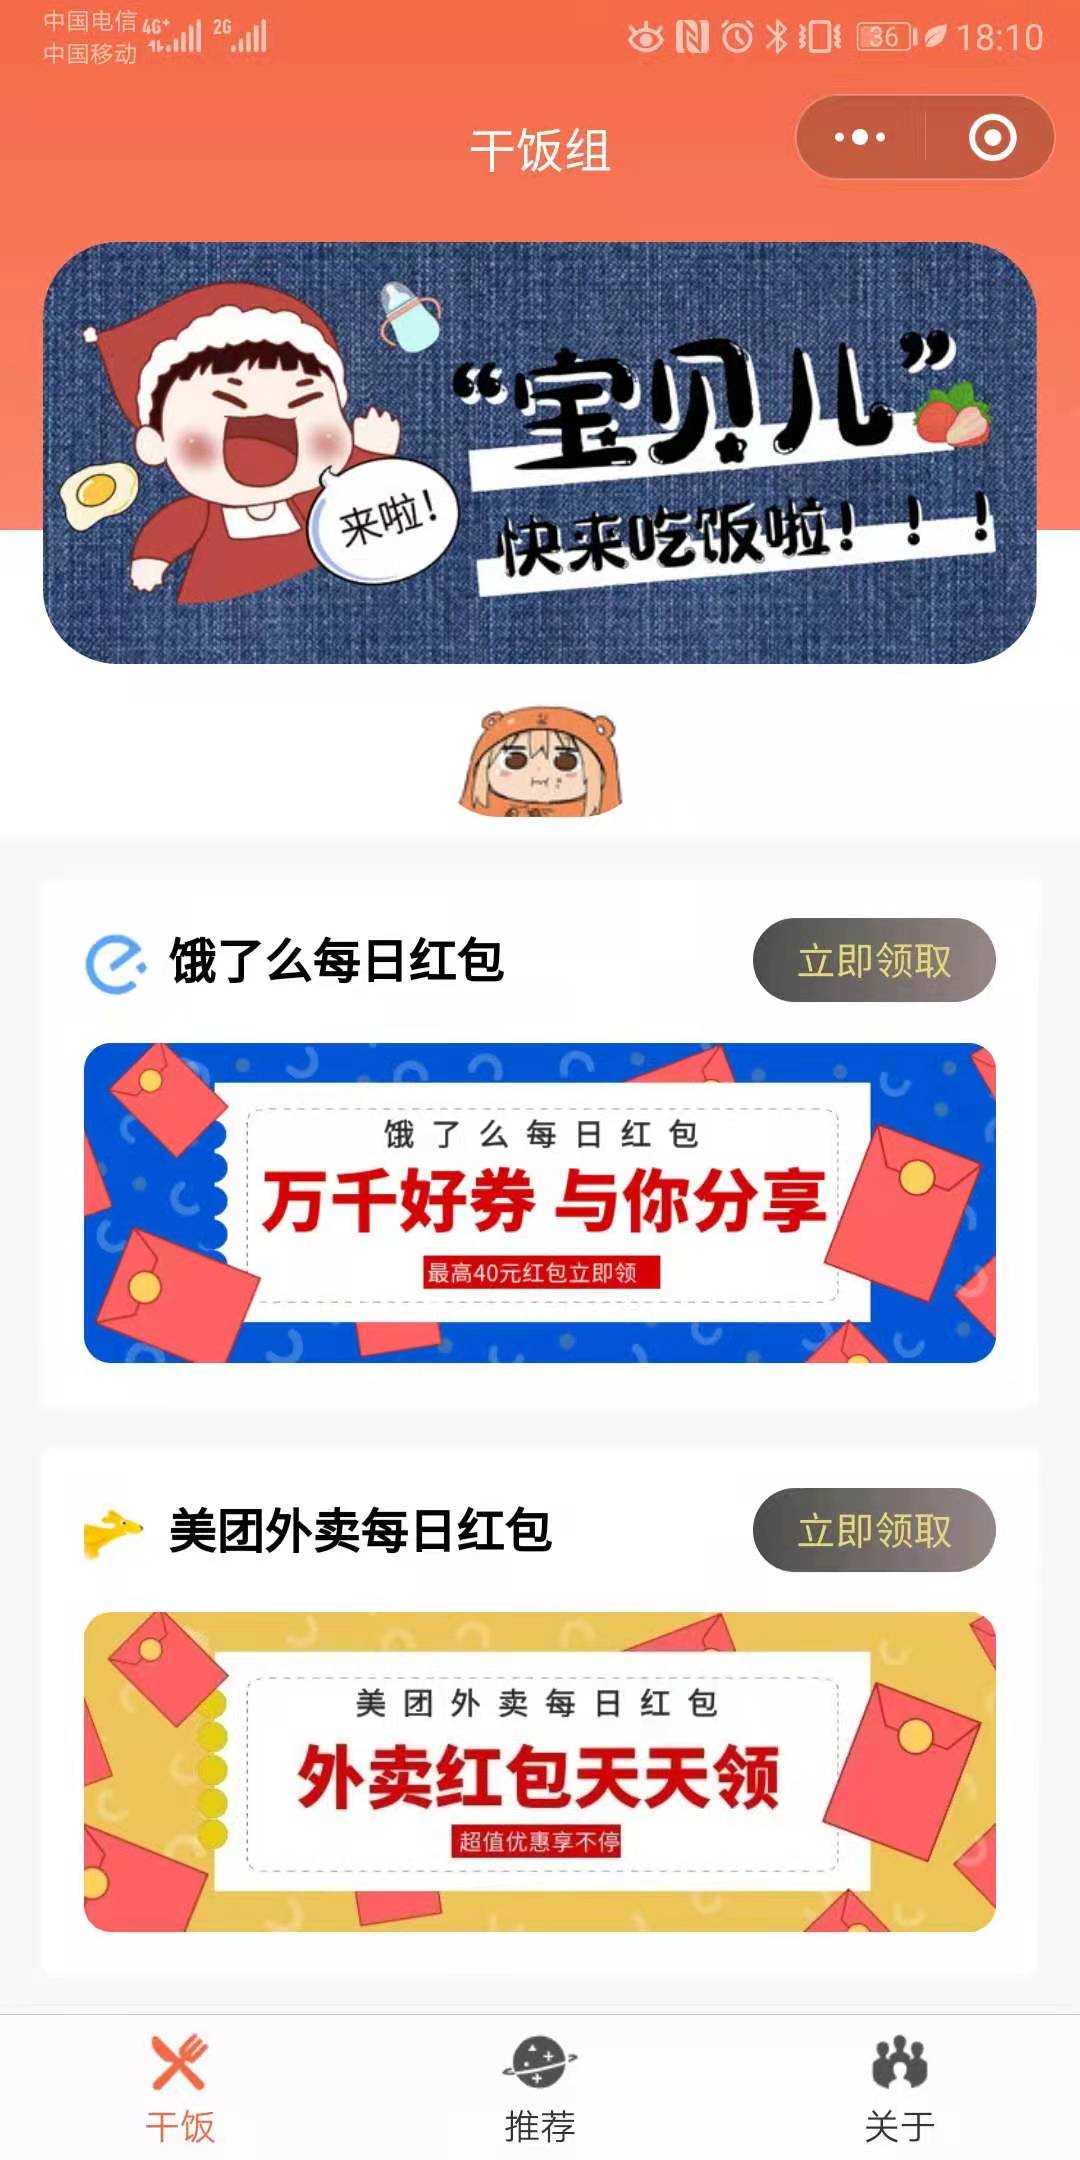 中国电信 4G+ 2G
中国移动
36 18:10
干饭组
“宝贝儿”
来啦！
快来吃饭啦！！！
饿了么每日红包
立即领取
饿了么每日红包
万千好券 与你分享
最高40元红包立即领
美团外卖每日红包
立即领取
美团外卖每日红包
外卖红包天天领
超值优惠享不停
干饭 推荐 关于